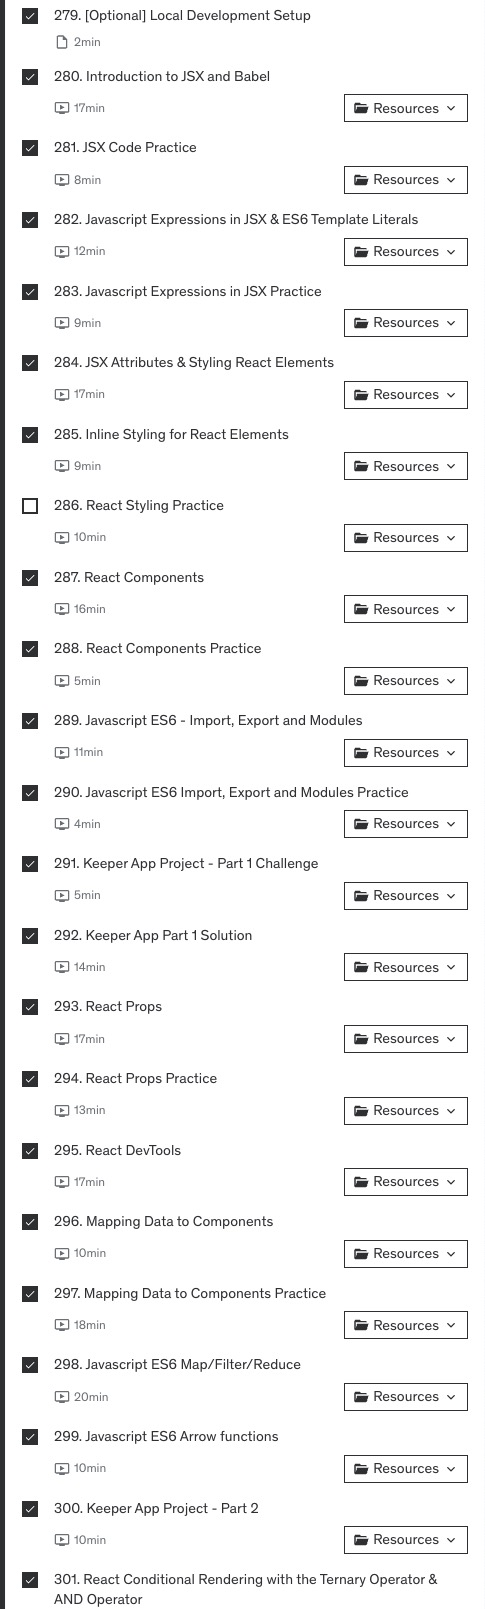 279. [Optional] Local Development Setup
2min
280. Introduction to JSX and Babel
17min
Resources
281. JSX Code Practice
8min
Resources
282. Javascript Expressions in JSX & ES6 Template Literals
12min
Resources
283. Javascript Expressions in JSX Practice
9min
Resources
284. JSX Attributes & Styling React Elements
17min
Resources
285. Inline Styling for React Elements
9min
Resources
286. React Styling Practice
10min
Resources
287. React Components
16min
Resources
288. React Components Practice
5min
Resources
289. Javascript ES6 - Import, Export and Modules
11min
Resources
290. Javascript ES6 Import, Export and Modules Practice
4min
Resources
291. Keeper App Project - Part 1 Challenge
5min
Resources
292. Keeper App Part 1 Solution
14min
Resources
293. React Props
17min
Resources
294. React Props Practice
13min
Resources
295. React DevTools
17min
Resources
296. Mapping Data to Components
10min
Resources
297. Mapping Data to Components Practice
18min
Resources
298. Javascript ES6 Map/Filter/Reduce
20min
Resources
299. Javascript ES6 Arrow functions
10min
Resources
300. Keeper App Project - Part 2
10min
Resources
301. React Conditional Rendering with the Ternary Operator &
AND Operator